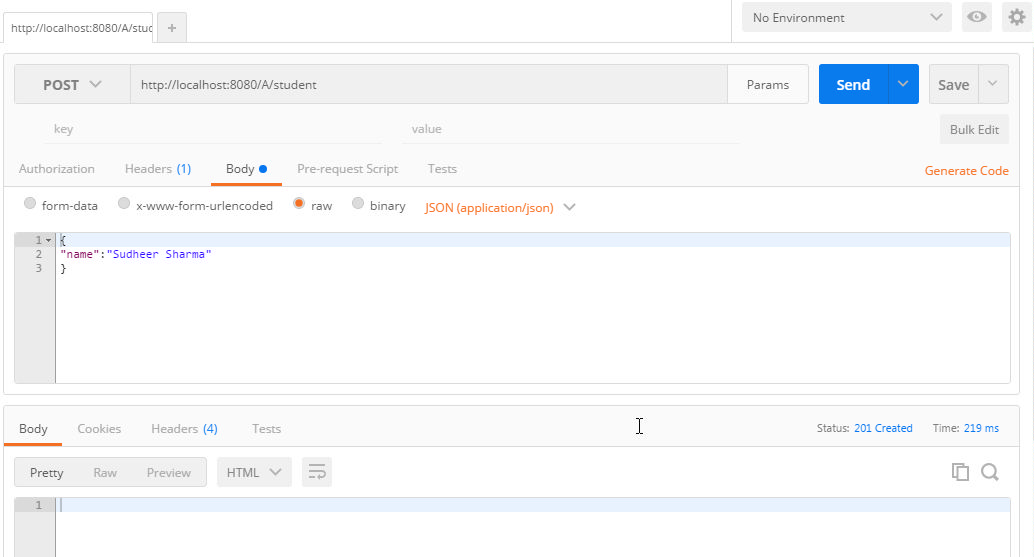 http://localhost:8080/A/stuc
+
No Environment
POST
http://localhost:8080/A/student
Params
Send
Save
key
value
Bulk Edit
Authorization
Headers (1)
Body
Pre-request Script
Tests
Generate Code
form-data
x-www-form-urlencoded
raw
binary
JSON (application/json)
1 {
2 "name":"Sudheer Sharma"
3 }
Body
Cookies
Headers (4)
Tests
Status: 201 Created
Time: 219 ms
Pretty
Raw
Preview
HTML
1